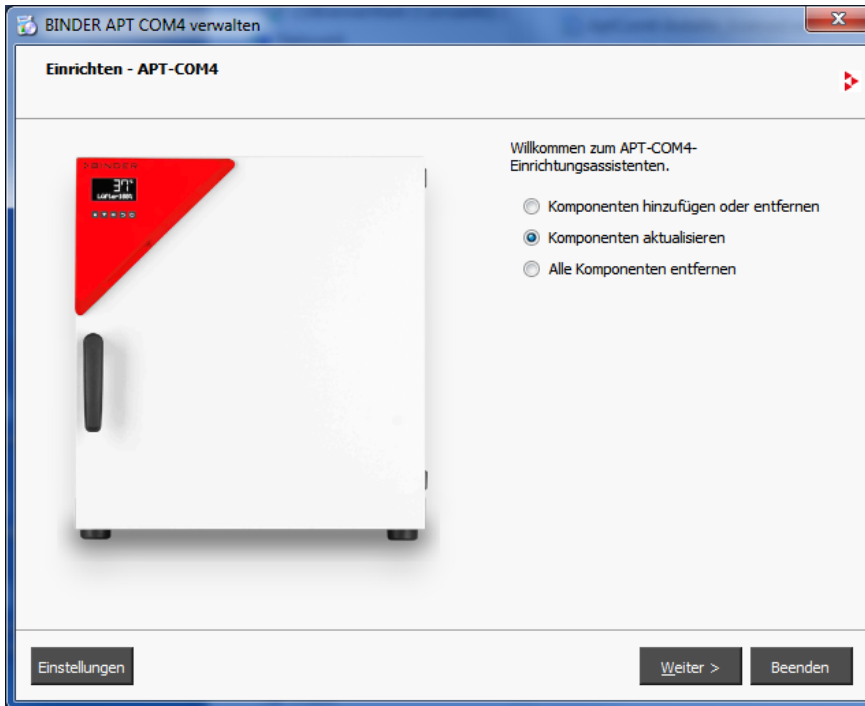 BINDER APT COM4 verwalten
Einrichten - APT-COM4
BINDER
37°
Lüfter100%
Willkommen zum APT-COM4-
Einrichtungsassistenten.
Komponenten hinzufügen oder entfernen
Komponenten aktualisieren
Alle Komponenten entfernen
Einstellungen
Weiter >
Beenden